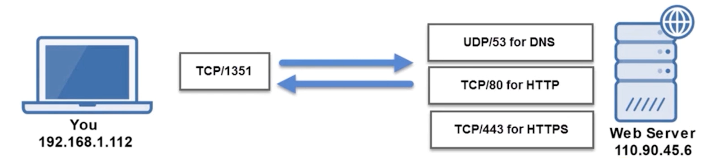 You
192.168.1.112
TCP/1351
UDP/53 for DNS
TCP/80 for HTTP
TCP/443 for HTTPS
Web Server
110.90.45.6